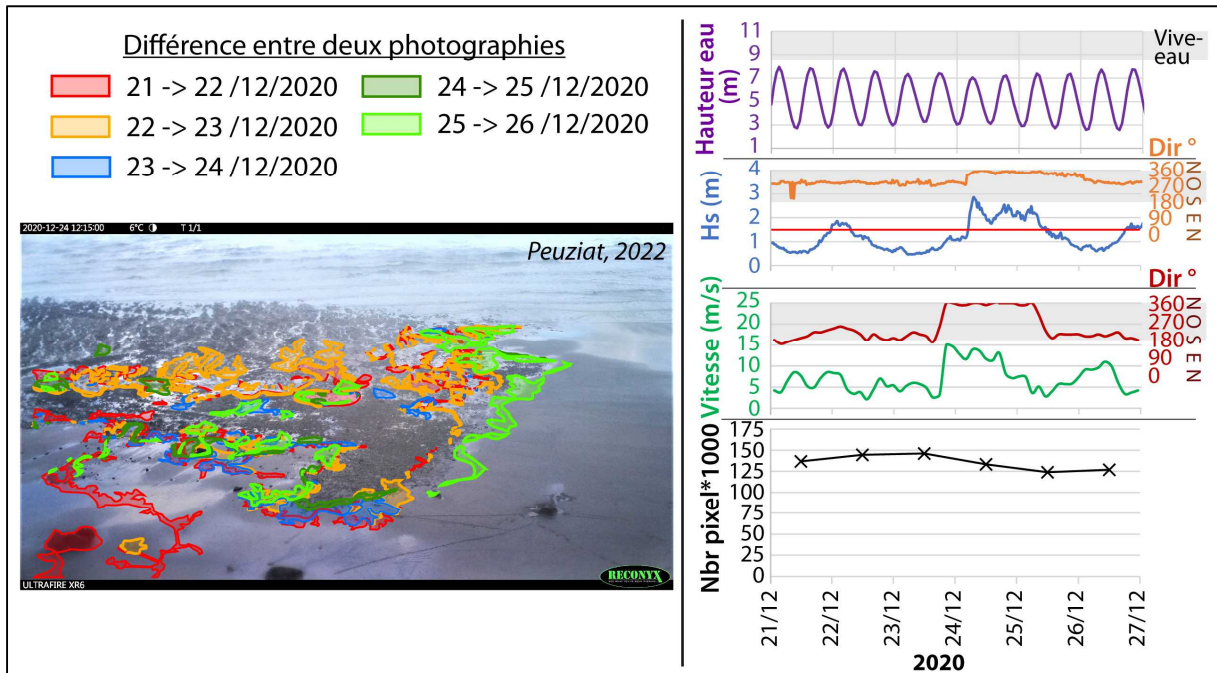 Différence entre deux photographies
21 -> 22 /12/2020
24 -> 25 /12/2020
22 -> 23 /12/2020
25 -> 26 /12/2020
23 -> 24 /12/2020
2020-12-24 12:15:00 6°C T 1/1
Peuziat, 2022
ULTRAFIRE XR6
RECONYX
Hauteur eau
(m)
11
9
7
5
3
1
Vive-
eau
Hs (m)
4
3
2
1
0
Dir °
360
270
180
90
0
N O S E N
Vitesse (m/s)
25
20
15
10
5
0
Dir °
360
270
180
90
0
N O S E N
Nbr pixel*1000
175
150
125
100
75
50
25
0
21/12
22/12
23/12
24/12
25/12
26/12
27/12
2020